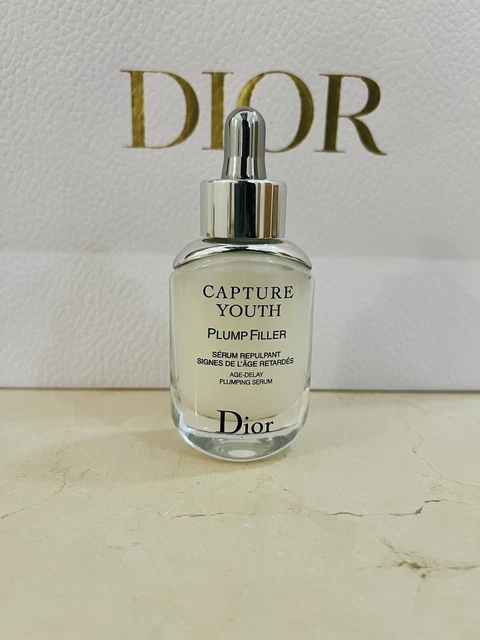 DIOR
CAPTURE
YOUTH
PLUMP FILLER
SÉRUM REPULPANT
SIGNES DE L'ÂGE RETARDÉS
AGE-DELAY
PLUMPING SERUM
Dior